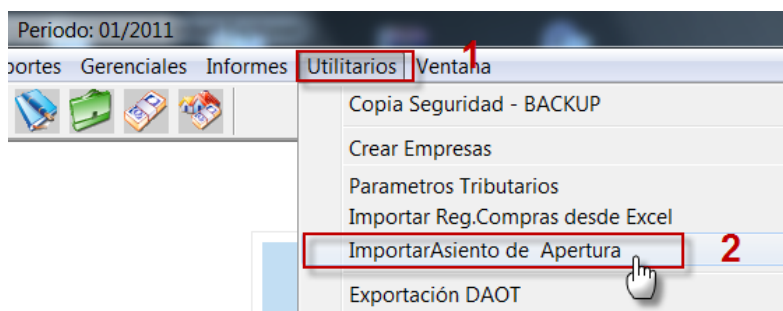 Periodo: 01/2011
portes Gerenciales Informes Utilitarios Ventana
1
Copia Seguridad - BACKUP
Crear Empresas
Parametros Tributarios
Importar Reg.Compras desde Excel
ImportarAsiento de Apertura 2
Exportación DAOT